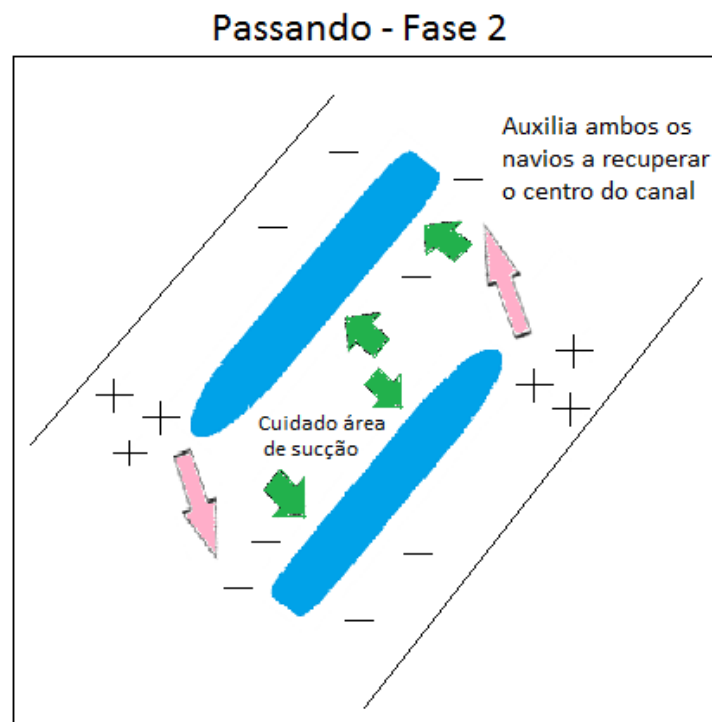 Passando - Fase 2
Auxilia ambos os
navios a recuperar
o centro do canal
Cuidado área
de sucção